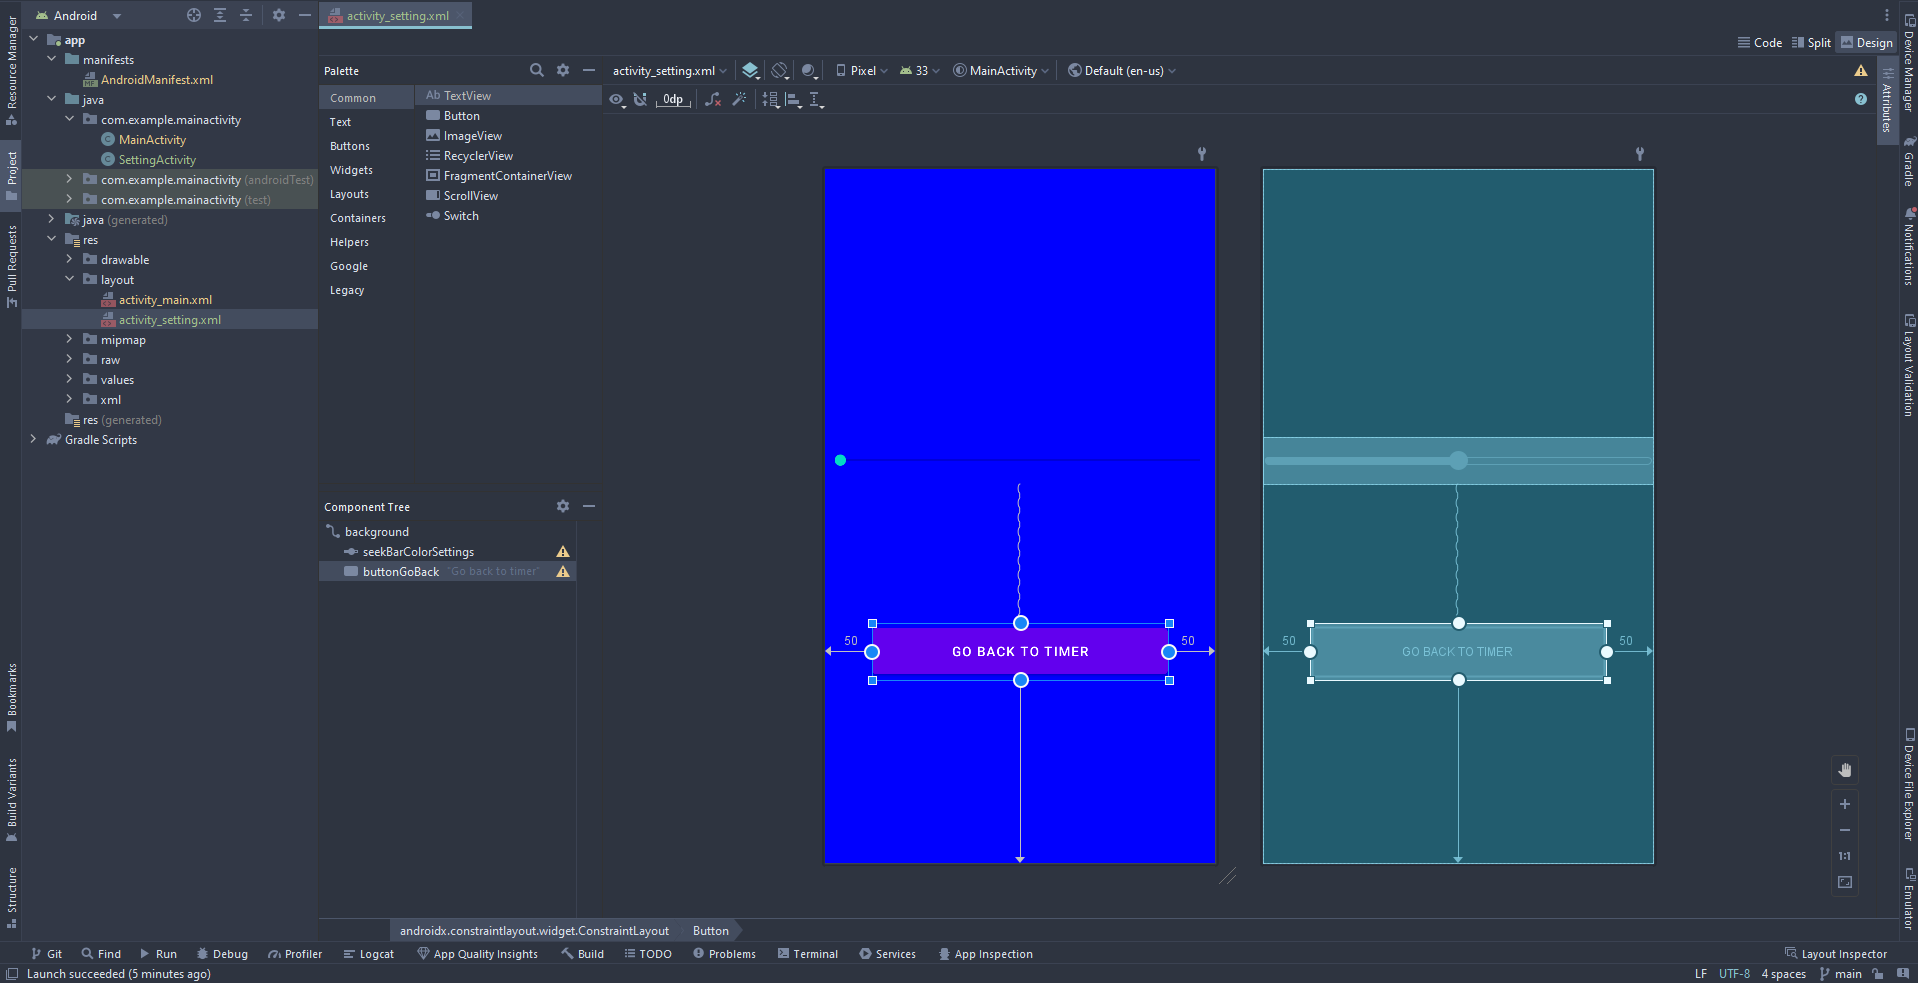 Android
activity_setting.xml
Code
Split
Design
app
manifests
AndroidManifest.xml
java
com.example.mainactivity
MainActivity
SettingActivity
com.example.mainactivity (androidTest)
com.example.mainactivity (test)
java (generated)
res
drawable
layout
activity_main.xml
activity_setting.xml
mipmap
raw
values
xml
res (generated)
Gradle Scripts
Resource Manager
Project
Pull Requests
Bookmarks
Build Variants
Structure
Palette
Common
Text
Buttons
Widgets
Layouts
Containers
Helpers
Google
Legacy
Ab TextView
Button
ImageView
RecyclerView
FragmentContainerView
ScrollView
Switch
activity_setting.xml
Pixel
33
MainActivity
Default (en-us)
0dp
Component Tree
background
seekBarColorSettings
buttonGoBack "Go back to timer"
50
GO BACK TO TIMER
50
50
GO BACK TO TIMER
50
1:1
Device Manager
Attributes
Gradle
Notifications
Layout Validation
Device File Explorer
Emulator
androidx.constraintlayout.widget.ConstraintLayout
Button
Git
Find
Run
Debug
Profiler
Logcat
App Quality Insights
Build
TODO
Problems
Terminal
Services
App Inspection
Layout Inspector
Launch succeeded (5 minutes ago)
LF
UTF-8
4 spaces
main